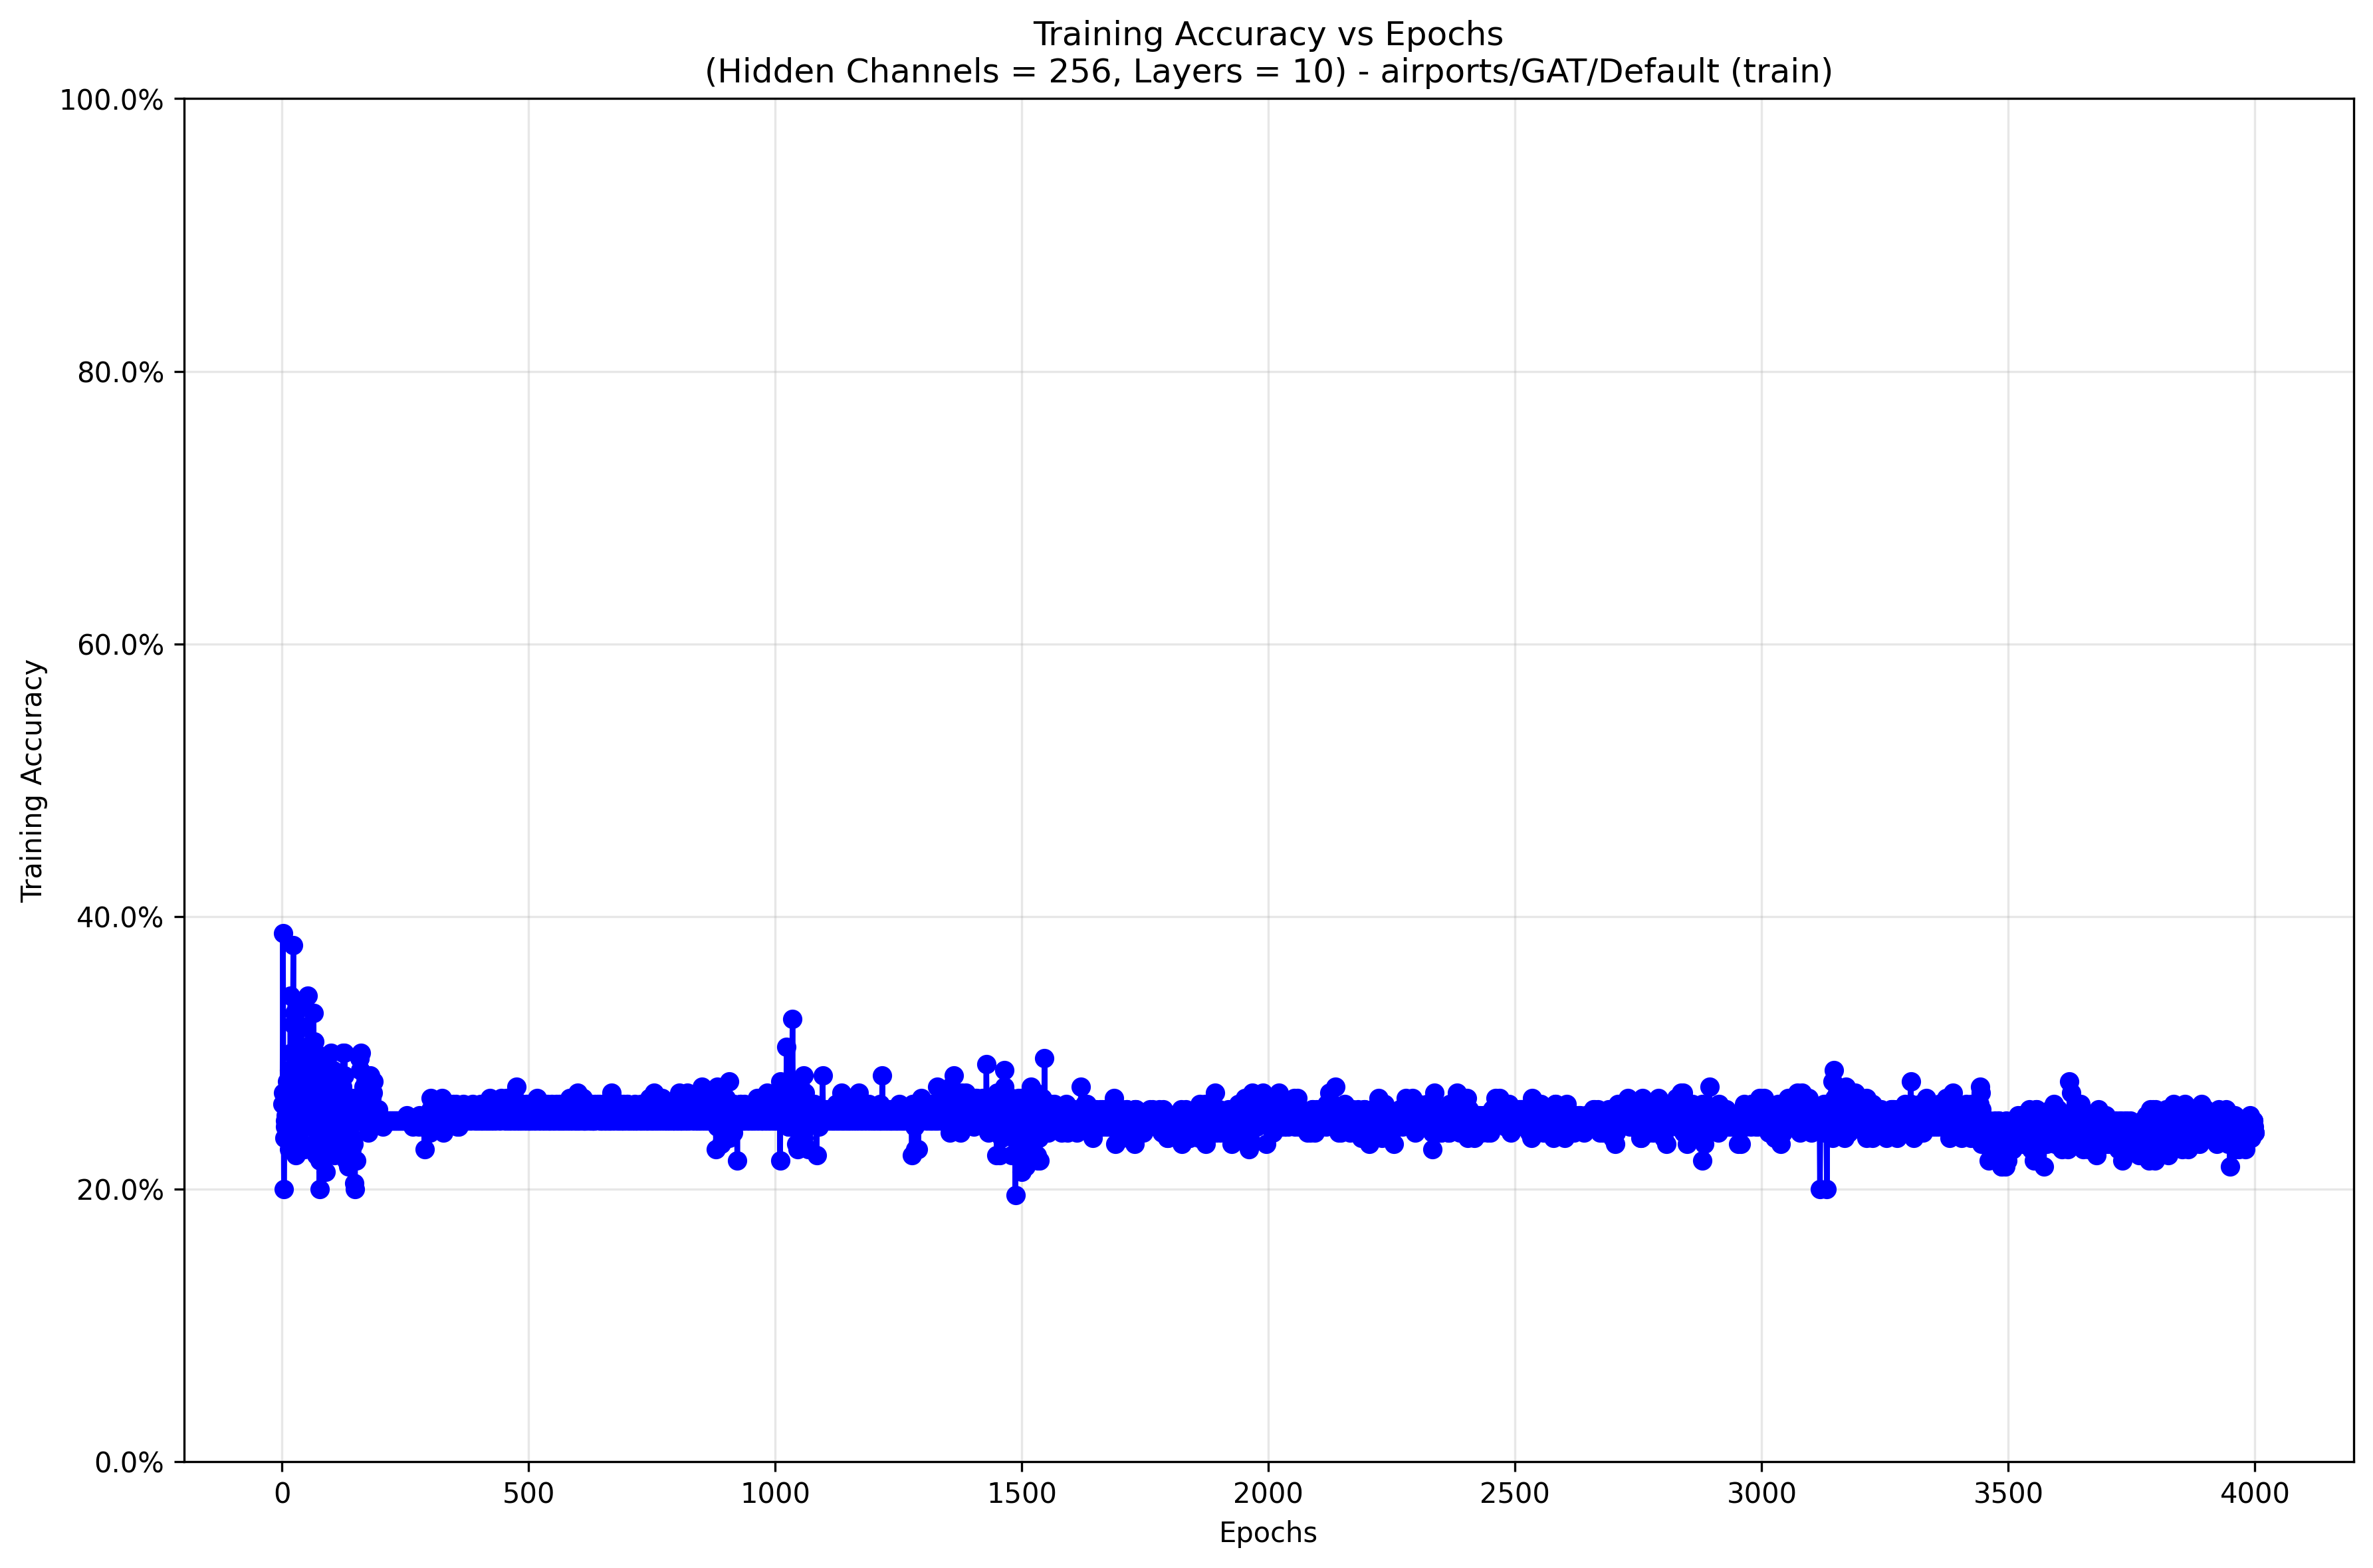 Training Accuracy vs Epochs
(Hidden Channels = 256, Layers = 10) - airports/GAT/Default (train)
100.0%
80.0%
60.0%
40.0%
20.0%
0.0%
Training Accuracy
0 500 1000 1500 2000 2500 3000 3500 4000
Epochs